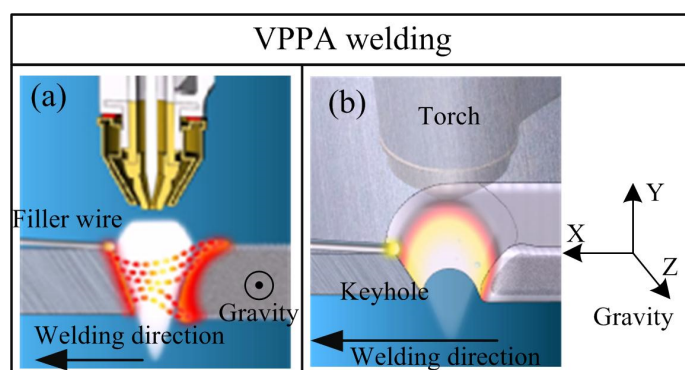 VPPA welding
(a)
Filler wire
Gravity
Welding direction
(b)
Torch
Keyhole
Welding direction
Y
X
Z
Gravity